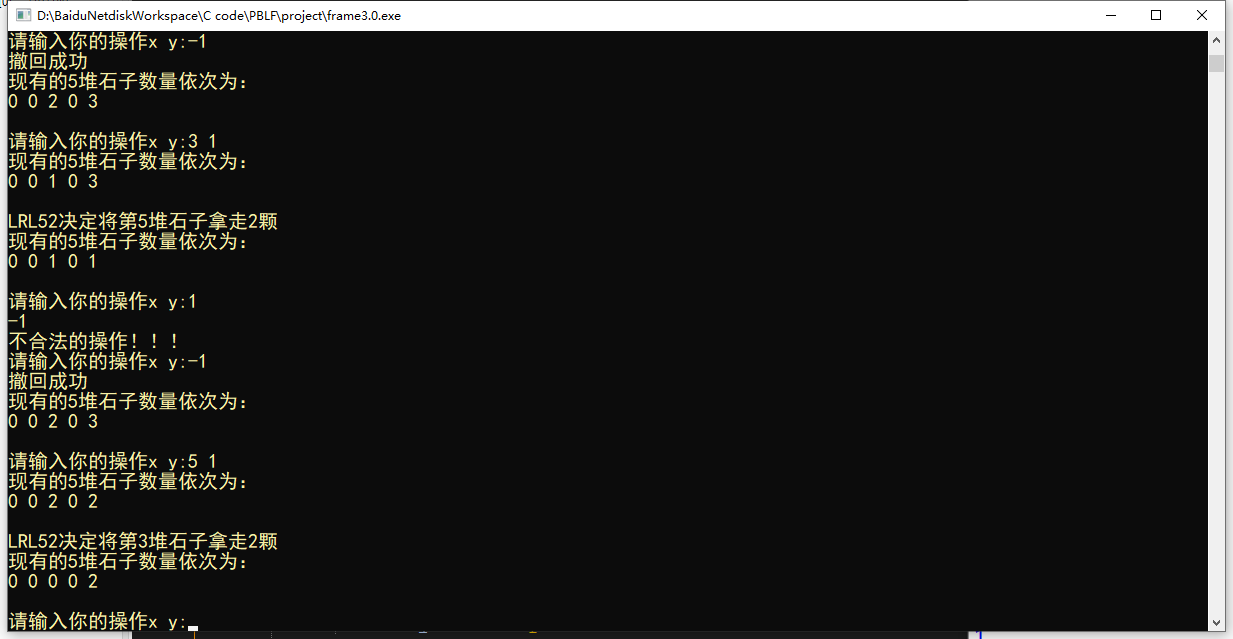 D:\BaiduNetdiskWorkspace\C code\PBLF\project\frame3.0.exe
请输入你的操作x y:-1
撤回成功
现有的5堆石子数量依次为:
0 0 2 0 3
请输入你的操作x y:3 1
现有的5堆石子数量依次为:
0 0 1 0 3
LRL52决定将第5堆石子拿走2颗
现有的5堆石子数量依次为:
0 0 1 0 1
请输入你的操作x y:1
-1
不合法的操作!!!
请输入你的操作x y:-1
撤回成功
现有的5堆石子数量依次为:
0 0 2 0 3
请输入你的操作x y:5 1
现有的5堆石子数量依次为:
0 0 2 0 2
LRL52决定将第3堆石子拿走2颗
现有的5堆石子数量依次为:
0 0 0 0 2
请输入你的操作x y: